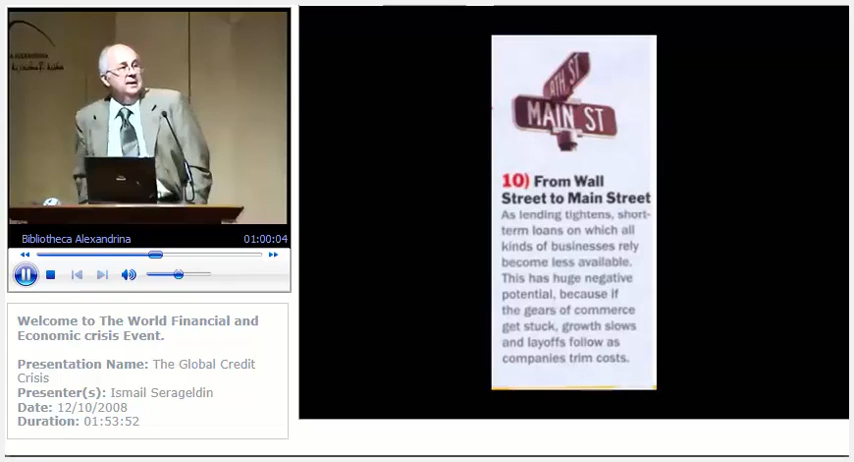 Bibliotheca Alexandrina
01:00:04
Welcome to The World Financial and
Economic crisis Event.
Presentation Name: The Global Credit
Crisis
Presenter(s): Ismail Serageldin
Date: 12/10/2008
Duration: 01:53:52
4TH ST
MAIN ST
10) From Wall
Street to Main Street
As lending tightens, short-
term loans on which all
kinds of businesses rely
become less available.
This has huge negative
potential, because if
the gears of commerce
get stuck, growth slows
and layoffs follow as
companies trim costs.